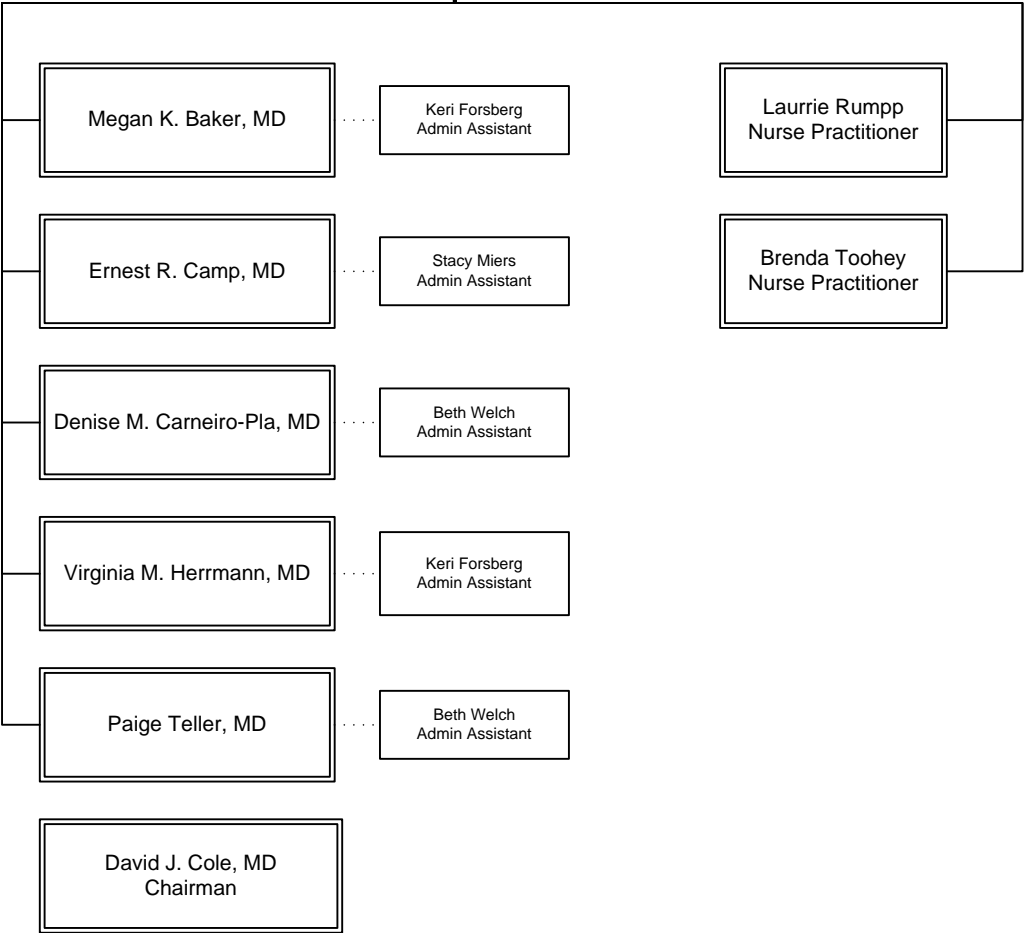 Megan K. Baker, MD
Keri Forsberg
Admin Assistant
Laurrie Rumpp
Nurse Practitioner
Ernest R. Camp, MD
Stacy Miers
Admin Assistant
Brenda Toohey
Nurse Practitioner
Denise M. Carneiro-Pla, MD
Beth Welch
Admin Assistant
Virginia M. Herrmann, MD
Keri Forsberg
Admin Assistant
Paige Teller, MD
Beth Welch
Admin Assistant
David J. Cole, MD
Chairman